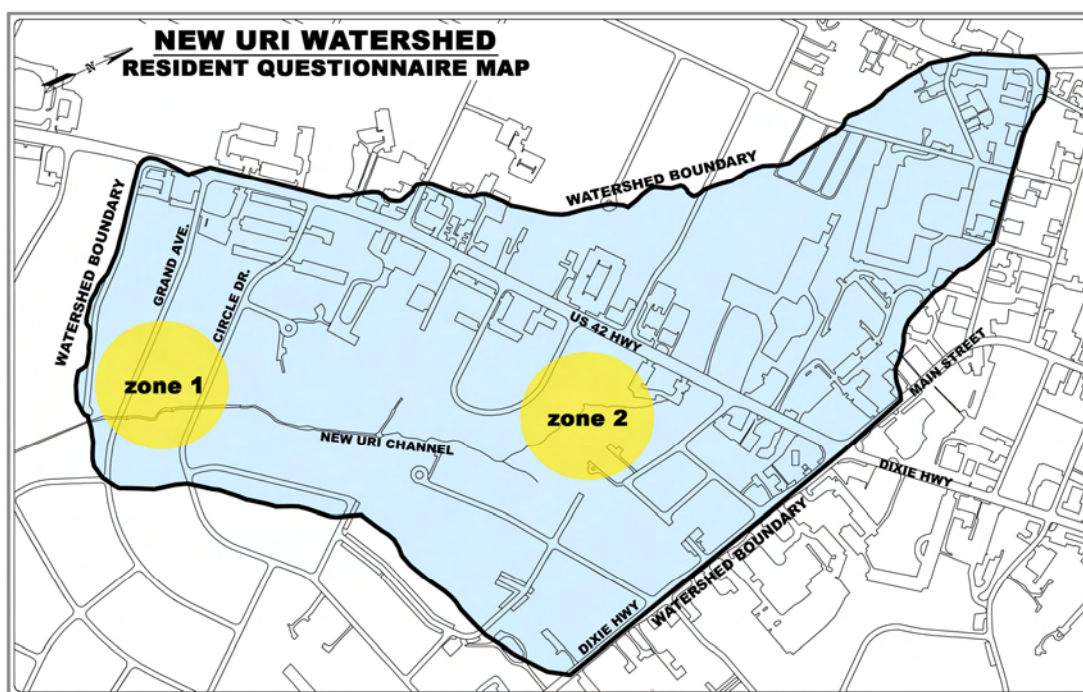 NEW URI WATERSHED
RESIDENT QUESTIONNAIRE MAP
N
WATERSHED BOUNDARY
WATERSHED BOUNDARY
GRAND AVE.
CIRCLE DR.
US 42 HWY
MAIN STREET
zone 1
zone 2
NEW URI CHANNEL
DIXIE HWY
WATERSHED BOUNDARY
DIXIE HWY